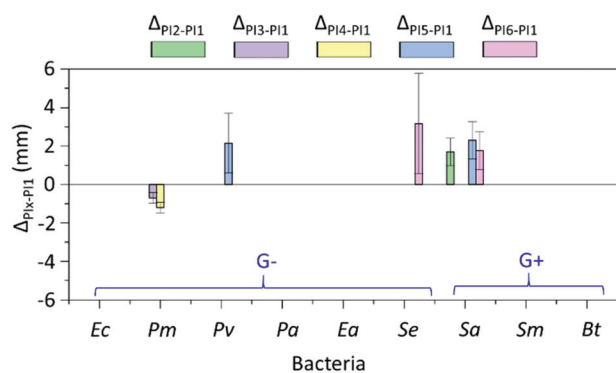 ΔPI2-PI1 ΔPI3-PI1 ΔPI4-PI1 ΔPI5-PI1 ΔPI6-PI1
6
4
2
0
-2
-4
-6
ΔPIx-PI1 (mm)
G- G+
Ec Pm Pv Pa Ea Se Sa Sm Bt
Bacteria